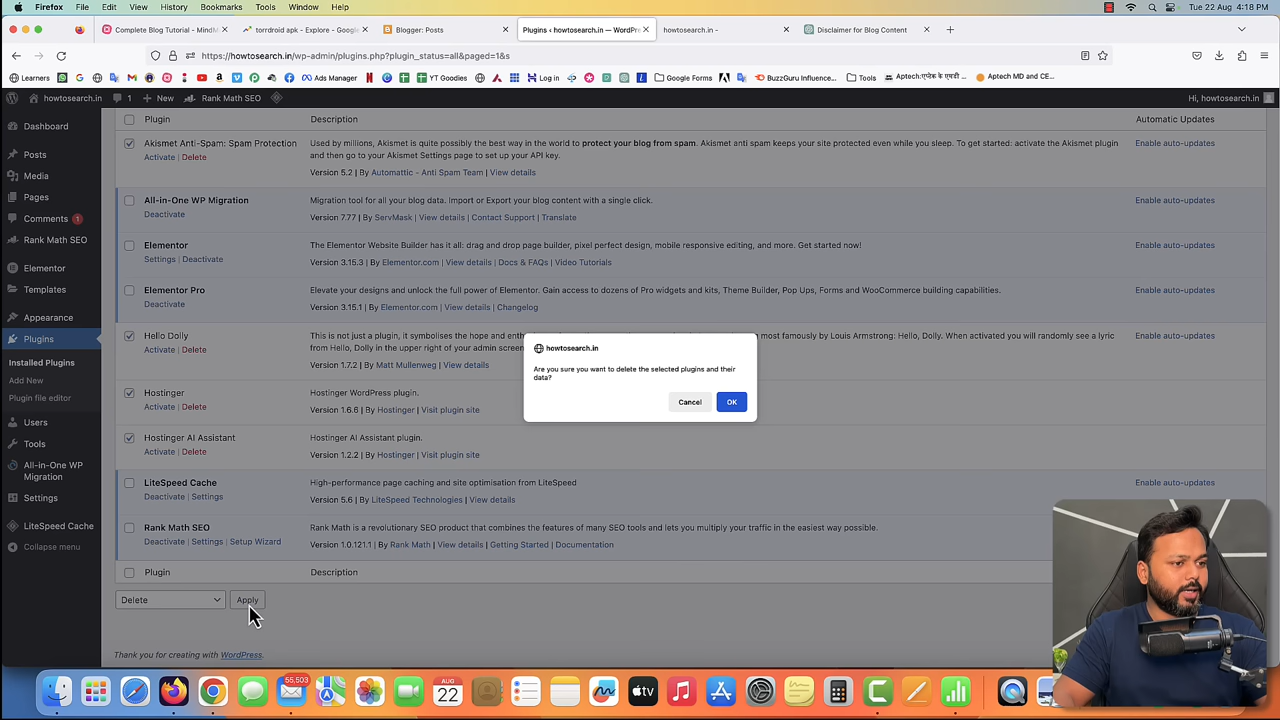 Firefox File Edit View History Bookmarks Tools Window Help Tue 22 Aug 4:18 PM
Complete Blog Tutorial - MindM
torrdroid apk - Explore - Google
Blogger: Posts
Plugins ‹ howtosearch.in — WordPre
howtosearch.in -
Disclaimer for Blog Content
https://howtosearch.in/wp-admin/plugins.php?plugin_status=all&paged=1&s
Learners YT Goodies Ads Manager Log in Google Forms BuzzGuru Influence... Tools Aptech:एप्टेक के एमडी ... Aptech MD and CE...
howtosearch.in 1 New Rank Math SEO Hi, howtosearch.in
Dashboard
Posts
Media
Pages
Comments 1
Rank Math SEO
Elementor
Templates
Appearance
Plugins
Installed Plugins
Add New
Plugin file editor
Users
Tools
All-in-One WP
Migration
Settings
LiteSpeed Cache
Collapse menu
Plugin Description Automatic Updates
Akismet Anti-Spam: Spam Protection Used by millions, Akismet is quite possibly the best way in the world to protect your blog from spam. Akismet anti spam keeps your site protected even while you sleep. To get started: activate the Akismet plugin Enable auto-updates
Activate | Delete and then go to your Akismet Settings page to set up your API key.
Version 5.2 | By Automattic - Anti Spam Team | View details
All-in-One WP Migration Migration tool for all your blog data. Import or Export your blog content with a single click. Enable auto-updates
Deactivate Version 7.77 | By ServMask | View details | Contact Support | Translate
Elementor The Elementor Website Builder has it all: drag and drop page builder, pixel perfect design, mobile responsive editing, and more. Get started now! Enable auto-updates
Settings | Deactivate Version 3.15.3 | By Elementor.com | View details | Docs & FAQs | Video Tutorials
Elementor Pro Elevate your designs and unlock the full power of Elementor. Gain access to dozens of Pro widgets and kits, Theme Builder, Pop Ups, Forms and WooCommerce building capabilities. Enable auto-updates
Deactivate Version 3.15.1 | By Elementor.com | View details | Changelog
Hello Dolly This is not just a plugin, it symbolises the hope and enth most famously by Louis Armstrong: Hello, Dolly. When activated you will randomly see a lyric Enable auto-updates
Activate | Delete from Hello, Dolly in the upper right of your admin screen
Version 1.7.2 | By Matt Mullenweg | View details
Hostinger Hostinger WordPress plugin.
Activate | Delete Version 1.6.6 | By Hostinger | Visit plugin site
Hostinger AI Assistant Hostinger AI Assistant plugin.
Activate | Delete Version 1.2.2 | By Hostinger | Visit plugin site
LiteSpeed Cache High-performance page caching and site optimisation from LiteSpeed Enable auto-updates
Deactivate | Settings Version 5.6 | By LiteSpeed Technologies | View details
Rank Math SEO Rank Math is a revolutionary SEO product that combines the features of many SEO tools and lets you multiply your traffic in the easiest way possible.
Deactivate | Settings | Setup Wizard Version 1.0.121.1 | By Rank Math | View details | Getting Started | Documentation
Plugin Description
Delete Apply
Thank you for creating with WordPress.
howtosearch.in
Are you sure you want to delete the selected plugins and their
data?
Cancel OK
55,503
AUG
22
tv